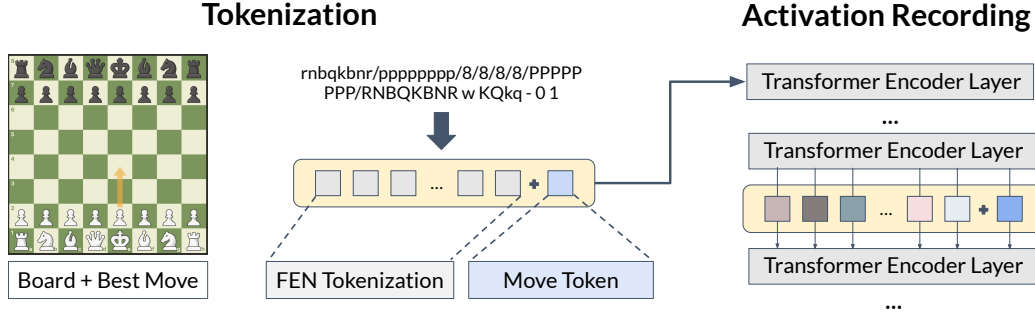 Tokenization
Activation Recording
rnbqkbnr/pppppppp/8/8/8/8/PPPPP
PPP/RNBQKBNR w KQkq - 0 1
Transformer Encoder Layer
...
Transformer Encoder Layer
...
+
...
+
Transformer Encoder Layer
...
Board + Best Move
FEN Tokenization
Move Token